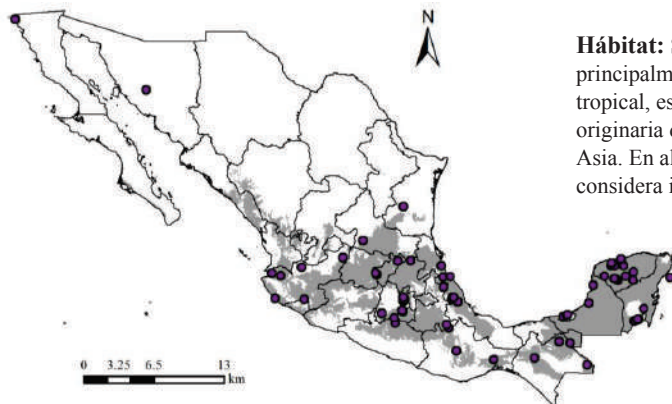 N
Hábitat:
principalm
tropical, es
originaria
Asia. En al
considera i
0 3.25 6.5 13
km